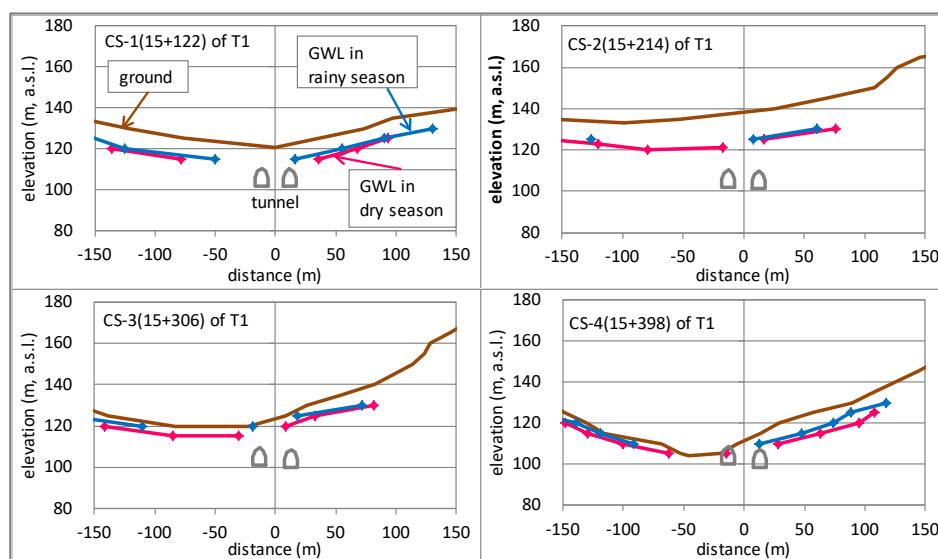 CS-1(15+122) of T1
ground
GWL in
rainy season
GWL in
dry season
tunnel
elevation (m, a.s.l.)
160
140
120
100
80
-150 -100 -50 0 50 100 150
distance (m)
CS-2(15+214) of T1
elevation (m, a.s.l.)
180
160
140
120
100
80
-150 -100 -50 0 50 100 150
distance (m)
CS-3(15+306) of T1
elevation (m, a.s.l.)
180
160
140
120
100
80
-150 -100 -50 0 50 100 150
distance (m)
CS-4(15+398) of T1
elevation (m, a.s.l.)
160
140
120
100
80
-150 -100 -50 0 50 100 150
distance (m)